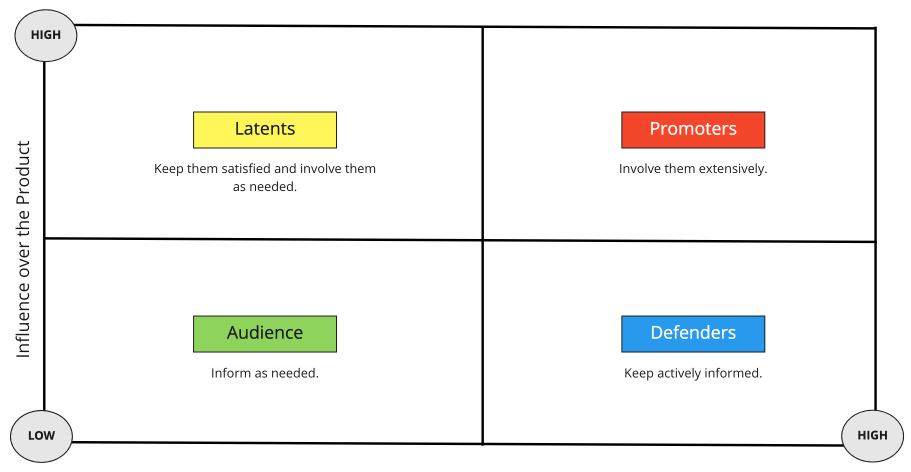 HIGH
Latents
Promoters
Keep them satisfied and involve them
as needed.
Involve them extensively.
Influence over the Product
Audience
Defenders
Inform as needed.
Keep actively informed.
LOW
HIGH